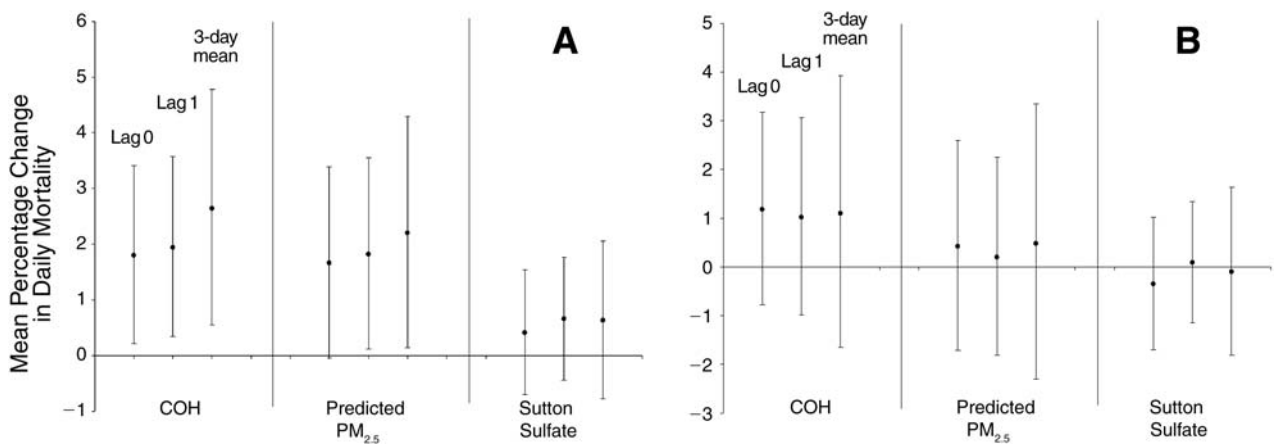 Mean Percentage Change
in Daily Mortality
6
5
4
3
2
1
0
−1
A
Lag 0
Lag 1
3-day
mean
COH
Predicted
PM2.5
Sutton
Sulfate
5
4
3
2
1
0
−1
−2
−3
B
Lag 0
Lag 1
3-day
mean
COH
Predicted
PM2.5
Sutton
Sulfate